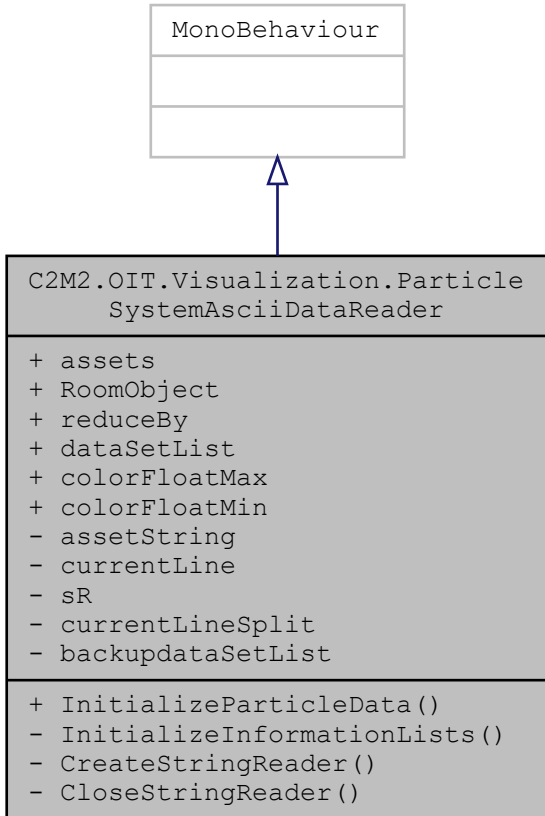 MonoBehaviour
C2M2.OIT.Visualization.Particle
SystemAsciiDataReader
+ assets
+ RoomObject
+ reduceBy
+ dataSetList
+ colorFloatMax
+ colorFloatMin
- assetString
- currentLine
- sR
- currentLineSplit
- backupdataSetList
+ InitializeParticleData()
- InitializeInformationLists()
- CreateStringReader()
- CloseStringReader()